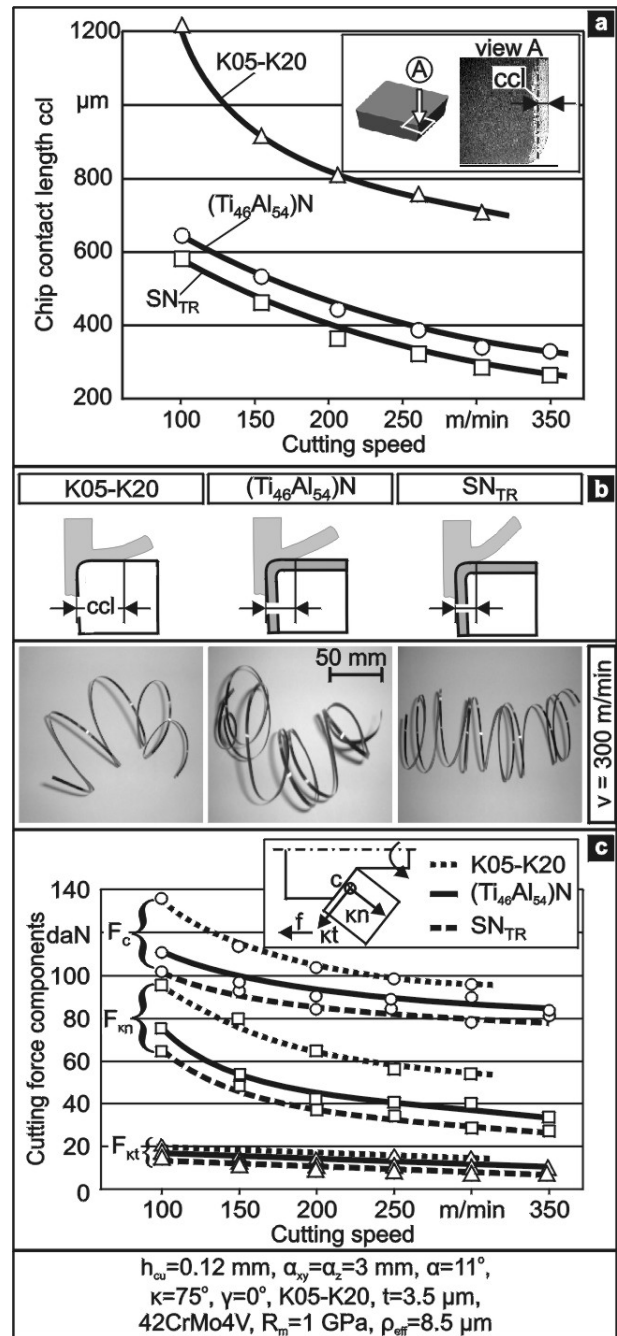 a
1200
μm
800
600
400
200
Chip contact length ccl
K05-K20
(Ti46Al54)N
SNTR
A
view A
ccl
100 150 200 250 m/min 350
Cutting speed
b
K05-K20 (Ti46Al54)N SNTR
ccl
50 mm
v = 300 m/min
c
140
daN
100
80
60
40
20
0
Cutting force components
Fc
Fκn
Fκt
c
κn
f
κt
K05-K20
(Ti46Al54)N
SNTR
100 150 200 250 m/min 350
Cutting speed
hcu=0.12 mm, αxy=αz=3 mm, α=11°,
κ=75°, γ=0°, K05-K20, t=3.5 μm,
42CrMo4V, Rm=1 GPa, ρeff=8.5 μm